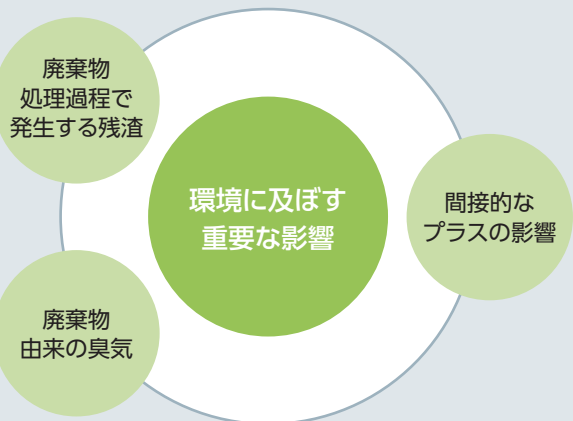 廃棄物
処理過程で
発生する残渣
環境に及ぼす
重要な影響
間接的な
プラスの影響
廃棄物
由来の臭気